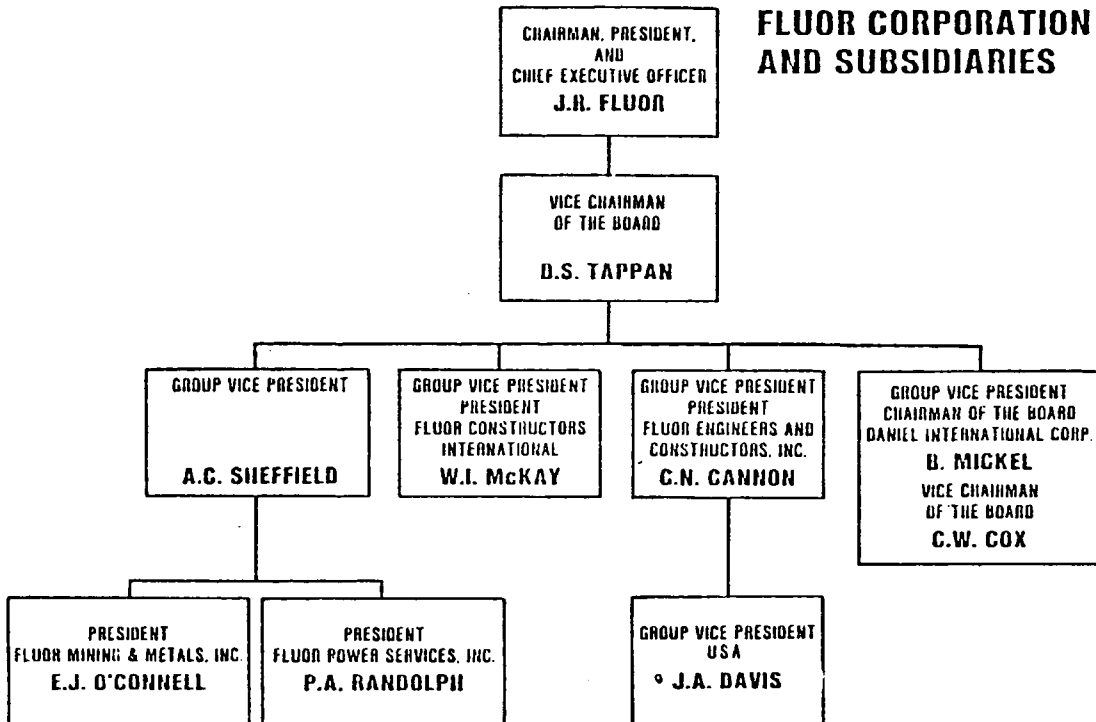 FLUOR CORPORATION
AND SUBSIDIARIES
CHAIRMAN, PRESIDENT,
AND
CHIEF EXECUTIVE OFFICER
J.R. FLUOR
VICE CHAIRMAN
OF THE BOARD
D.S. TAPPAN
GROUP VICE PRESIDENT
A.C. SHEFFIELD
GROUP VICE PRESIDENT
PRESIDENT
FLUOR CONSTRUCTORS
INTERNATIONAL
W.I. McKAY
GROUP VICE PRESIDENT
PRESIDENT
FLUOR ENGINEERS AND
CONSTRUCTORS, INC.
C.N. CANNON
GROUP VICE PRESIDENT
CHAIRMAN OF THE BOARD
DANIEL INTERNATIONAL CORP.
B. MICKEL
VICE CHAIRMAN
OF THE BOARD
C.W. COX
PRESIDENT
FLUOR MINING & METALS, INC.
E.J. O'CONNELL
PRESIDENT
FLUOR POWER SERVICES, INC.
P.A. RANDOLPH
GROUP VICE PRESIDENT
USA
J.A. DAVIS